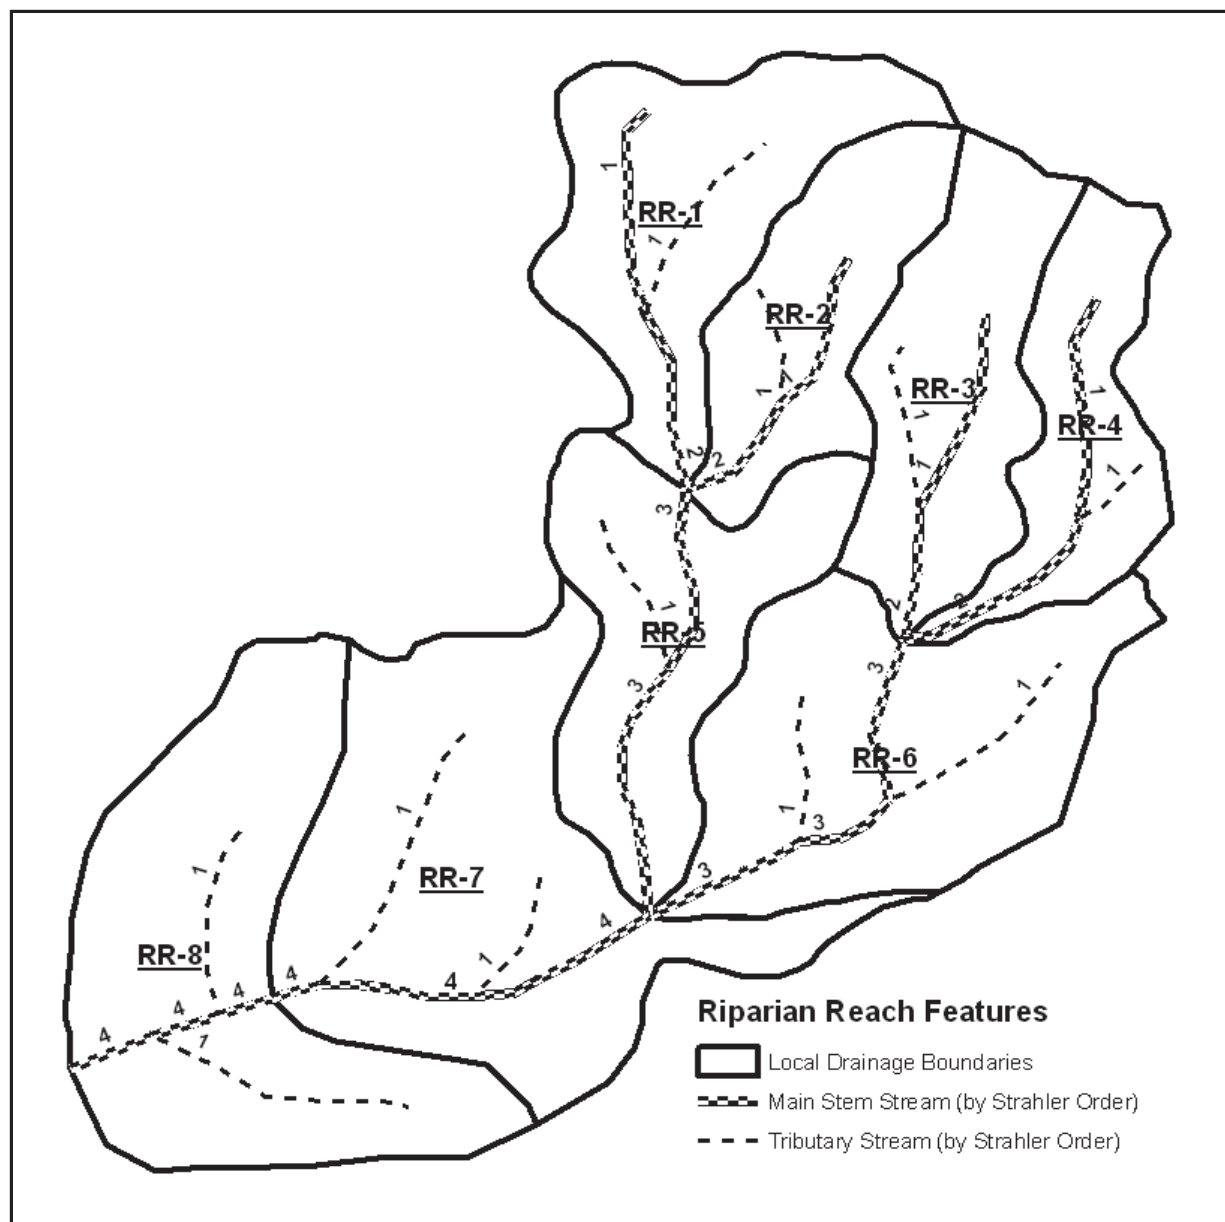 1
RR-1
1
RR-2
1
1
RR-3
1
1
1
RR-4
1
2
2
3
1
RR-5
2
2
3
3
1
RR-6
1
3
1
3
RR-7
1
4
1
4
4
RR-8
1
4
4
4
1
Riparian Reach Features
Local Drainage Boundaries
Main Stem Stream (by Strahler Order)
Tributary Stream (by Strahler Order)